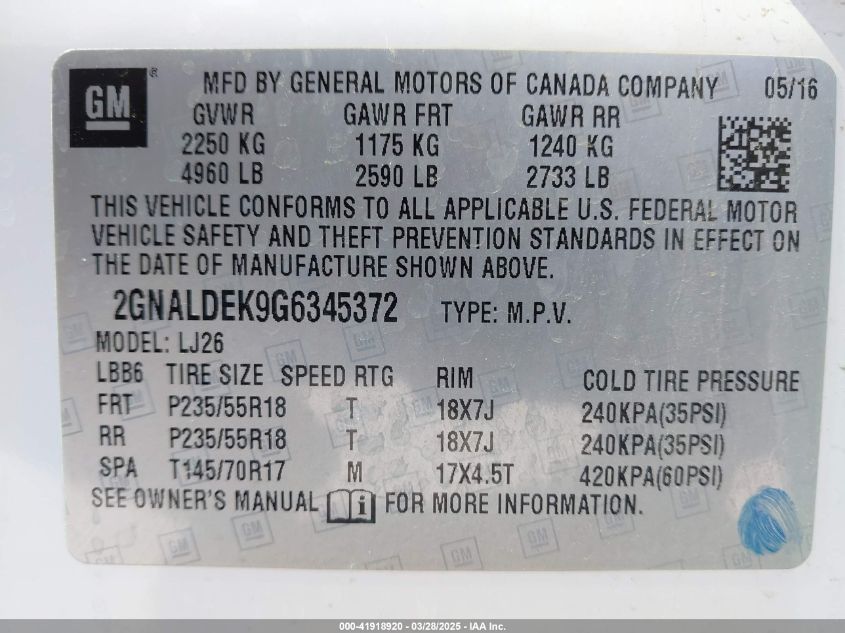 GM ® MFD BY GENERAL MOTORS OF CANADA COMPANY 05/16
GVWR GAWR FRT GAWR RR
2250 KG 1175 KG 1240 KG
4960 LB 2590 LB 2733 LB
THIS VEHICLE CONFORMS TO ALL APPLICABLE U.S. FEDERAL MOTOR
VEHICLE SAFETY AND THEFT PREVENTION STANDARDS IN EFFECT ON
THE DATE OF MANUFACTURE SHOWN ABOVE.
2GNALDEK9G6345372 TYPE: M.P.V.
MODEL: LJ26
LBB6 TIRE SIZE SPEED RTG RIM COLD TIRE PRESSURE
FRT P235/55R18 T 18X7J 240KPA(35PSI)
RR P235/55R18 T 18X7J 240KPA(35PSI)
SPA T145/70R17 M 17X4.5T 420KPA(60PSI)
SEE OWNER'S MANUAL i FOR MORE INFORMATION.
000-41918920 - 03/28/2025 - IAA Inc.